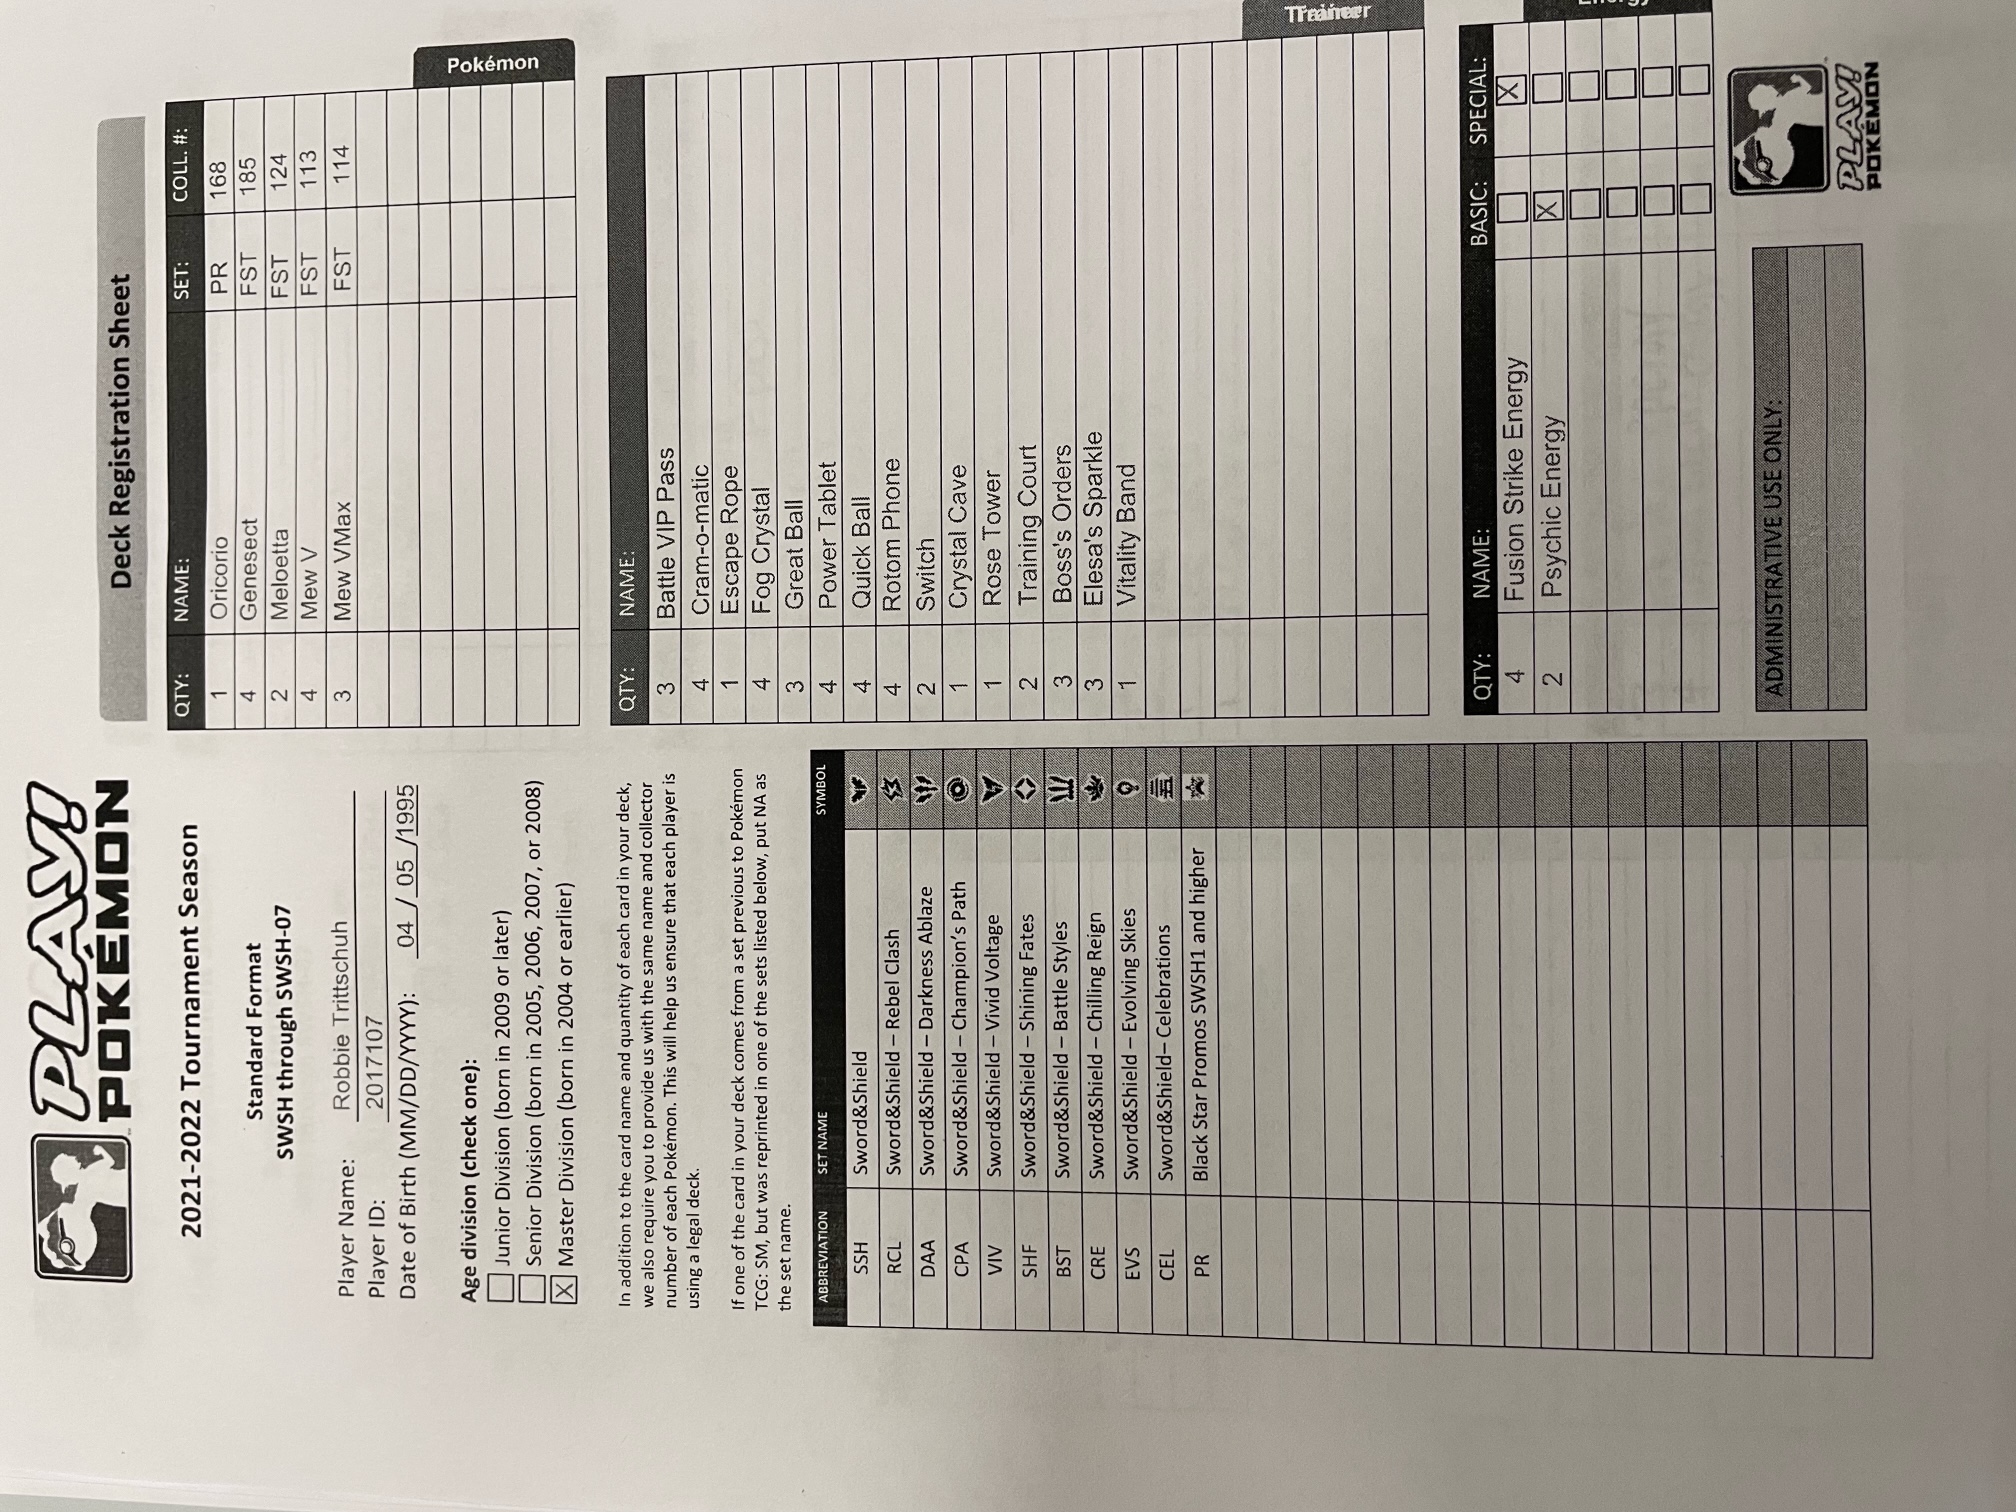 PLAY!
POKÉMON
2021-2022 Tournament Season
Standard Format
SWSH through SWSH-07
Player Name: Robbie Trittschuh
Player ID: 2017107
Date of Birth (MM/DD/YYYY): 04 / 05 /1995
Age division (check one):
Junior Division (born in 2009 or later)
Senior Division (born in 2005, 2006, 2007, or 2008)
X Master Division (born in 2004 or earlier)
In addition to the card name and quantity of each card in your deck,
we also require you to provide us with the same name and collector
number of each Pokémon. This will help us ensure that each player is
using a legal deck.
If one of the card in your deck comes from a set previous to Pokémon
TCG: SM, but was reprinted in one of the sets listed below, put NA as
the set name.
ABBREVIATION SET NAME SYMBOL
SSH Sword&Shield
RCL Sword&Shield – Rebel Clash
DAA Sword&Shield – Darkness Ablaze
CPA Sword&Shield – Champion's Path
VIV Sword&Shield – Vivid Voltage
SHF Sword&Shield – Shining Fates
BST Sword&Shield – Battle Styles
CRE Sword&Shield – Chilling Reign
EVS Sword&Shield – Evolving Skies
CEL Sword&Shield– Celebrations
PR Black Star Promos SWSH1 and higher
Deck Registration Sheet
QTY: NAME: SET: COLL. #:
1 Oricorio PR 168
4 Genesect FST 185
2 Meloetta FST 124
4 Mew V FST 113
3 Mew VMax FST 114
Pokémon
QTY: NAME:
3 Battle VIP Pass
4 Cram-o-matic
1 Escape Rope
4 Fog Crystal
3 Great Ball
4 Power Tablet
4 Quick Ball
4 Rotom Phone
2 Switch
1 Crystal Cave
1 Rose Tower
2 Training Court
3 Boss's Orders
3 Elesa's Sparkle
1 Vitality Band
Trainer
QTY: NAME: BASIC: SPECIAL:
4 Fusion Strike Energy X
2 Psychic Energy X
ADMINISTRATIVE USE ONLY:
PLAY!
POKÉMON